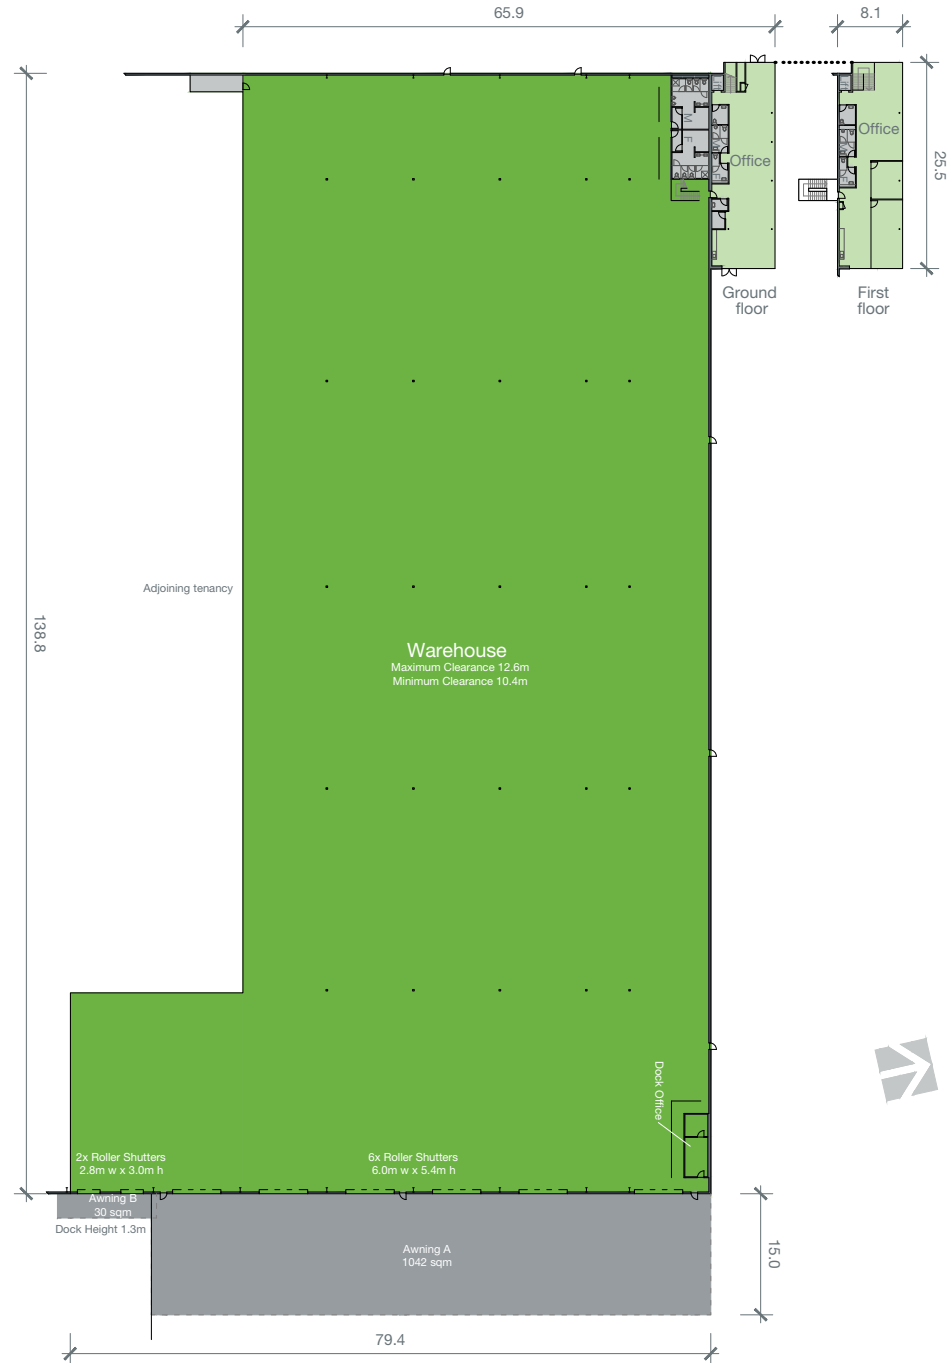 65.9
8.1
M
F
Office
M
F
Office
M
F
25.5
Ground
floor
First
floor
Adjoining tenancy
138.8
Warehouse
Maximum Clearance 12.6m
Minimum Clearance 10.4m
Dock Office
2x Roller Shutters
2.8m w x 3.0m h
6x Roller Shutters
6.0m w x 5.4m h
Awning B
30 sqm
Dock Height 1.3m
Awning A
1042 sqm
15.0
79.4